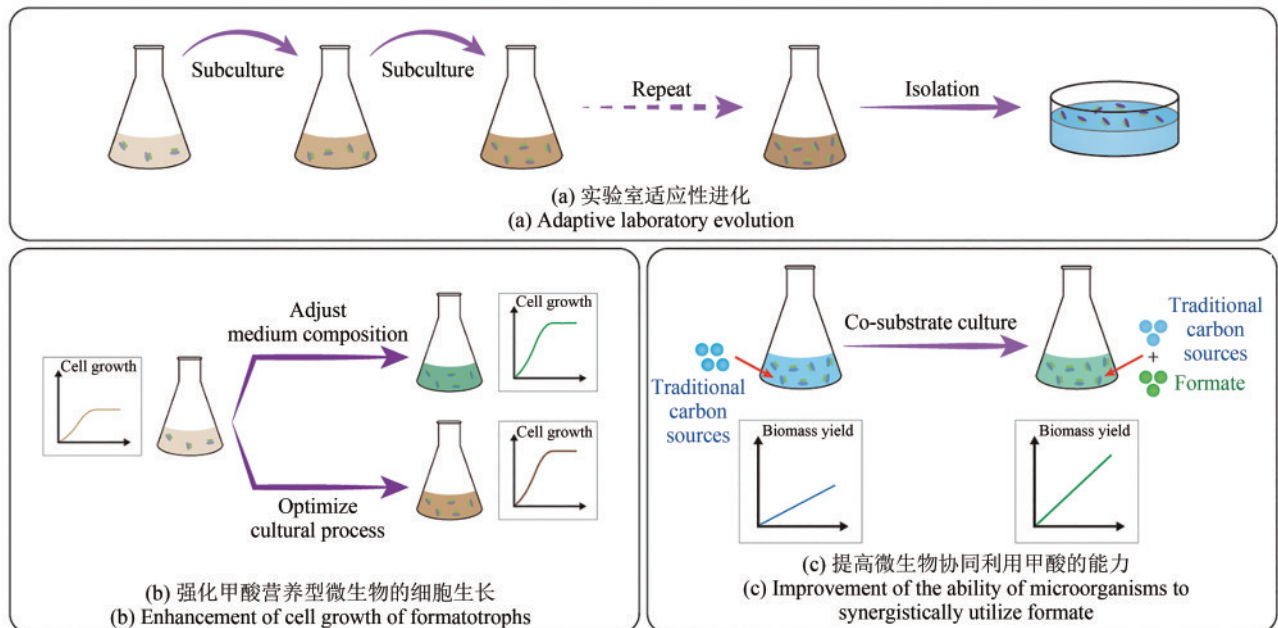 Subculture
Subculture
Repeat
Isolation
(a) 实验室适应性进化
(a) Adaptive laboratory evolution
Cell growth
Adjust
medium composition
Cell growth
Optimize
cultural process
Cell growth
(b) 强化甲酸营养型微生物的细胞生长
(b) Enhancement of cell growth of formatotrophs
Traditional
carbon
sources
Co-substrate culture
Traditional
carbon
sources
+
Formate
Biomass yield
Biomass yield
(c) 提高微生物协同利用甲酸的能力
(c) Improvement of the ability of microorganisms to
synergistically utilize formate